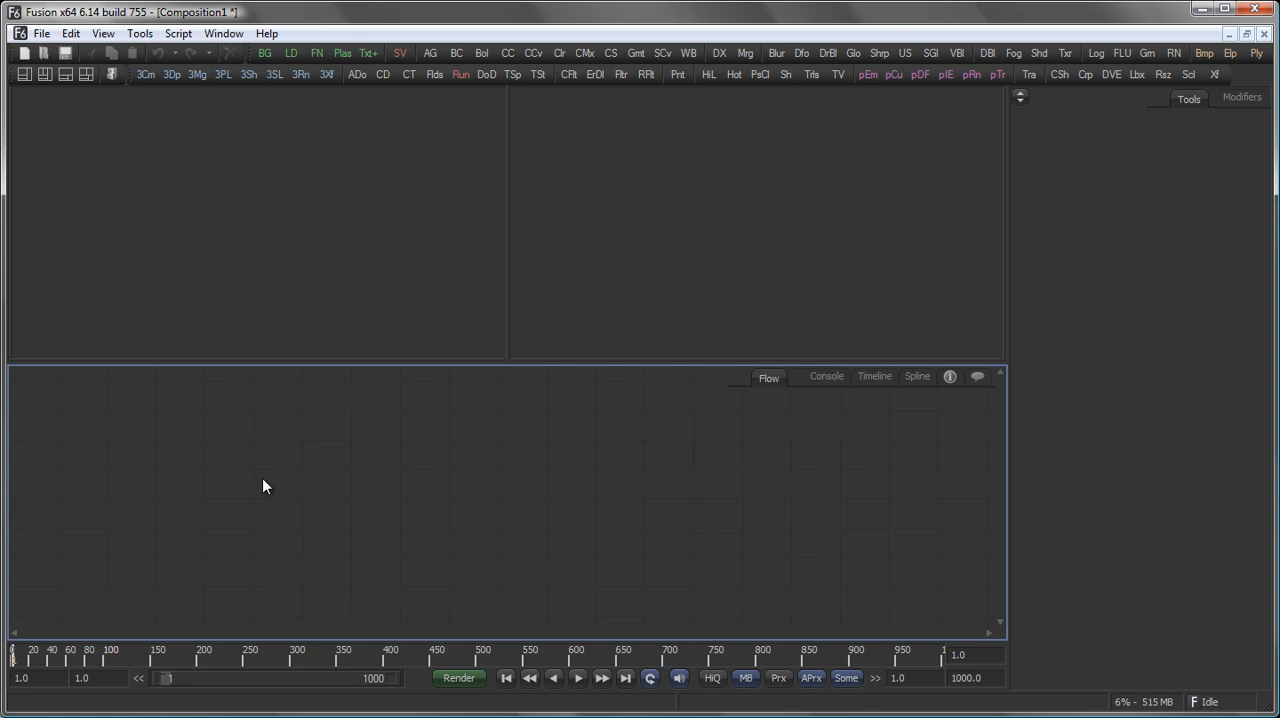 Fusion x64 6.14 build 755 - [Composition1 *]
File Edit View Tools Script Window Help
BG LD FN Plas Txt+ SV AG BC Bol CC CCv Clr CMx CS Gmt SCv WB DX Mrg Blur Dfo DrBl Glo Shrp US SGl VBl DBl Fog Shd Txr Log FLU Gm RN Bmp Elp Ply
3Cm 3Dp 3Mg 3PL 3Sh 3SL 3Rn 3Xf ADo CD CT Flds Run DoD TSp TSt CFlt ErDl Fltr RFlt Pnt HiL Hot PsCl Sh Trls TV pEm pCu pDF pIE pRn pTr Tra CSh Crp DVE Lbx Rsz Scl Xf
Tools Modifiers
Flow Console Timeline Spline
0 20 40 60 80 100 150 200 250 300 350 400 450 500 550 600 650 700 750 800 850 900 950 1 1.0
1.0 1.0 << 1 1000 Render HiQ MB Prx APrx Some >> 1.0 1000.0
6% - 515 MB Idle